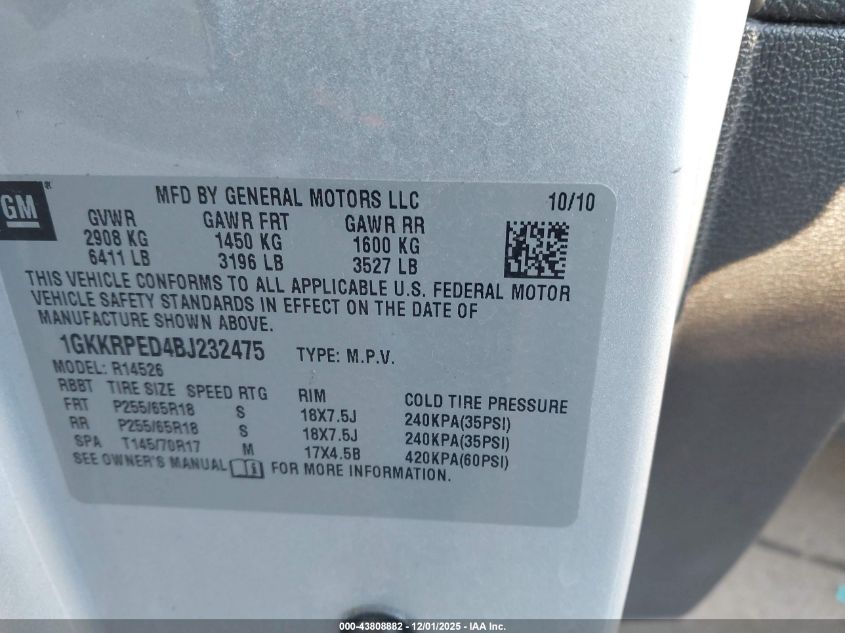 GM®
MFD BY GENERAL MOTORS LLC 10/10
GVWR GAWR FRT GAWR RR
2908 KG 1450 KG 1600 KG
6411 LB 3196 LB 3527 LB
THIS VEHICLE CONFORMS TO ALL APPLICABLE U.S. FEDERAL MOTOR
VEHICLE SAFETY STANDARDS IN EFFECT ON THE DATE OF
MANUFACTURE SHOWN ABOVE.
1GKKRPED4BJ232475 TYPE: M.P.V.
MODEL: R14526
RBBT TIRE SIZE SPEED RTG RIM COLD TIRE PRESSURE
FRT P255/65R18 S 18X7.5J 240KPA(35PSI)
RR P255/65R18 S 18X7.5J 240KPA(35PSI)
SPA T145/70R17 M 17X4.5B 420KPA(60PSI)
SEE OWNER'S MANUAL i FOR MORE INFORMATION.
000-43808882 - 12/01/2025 - IAA Inc.